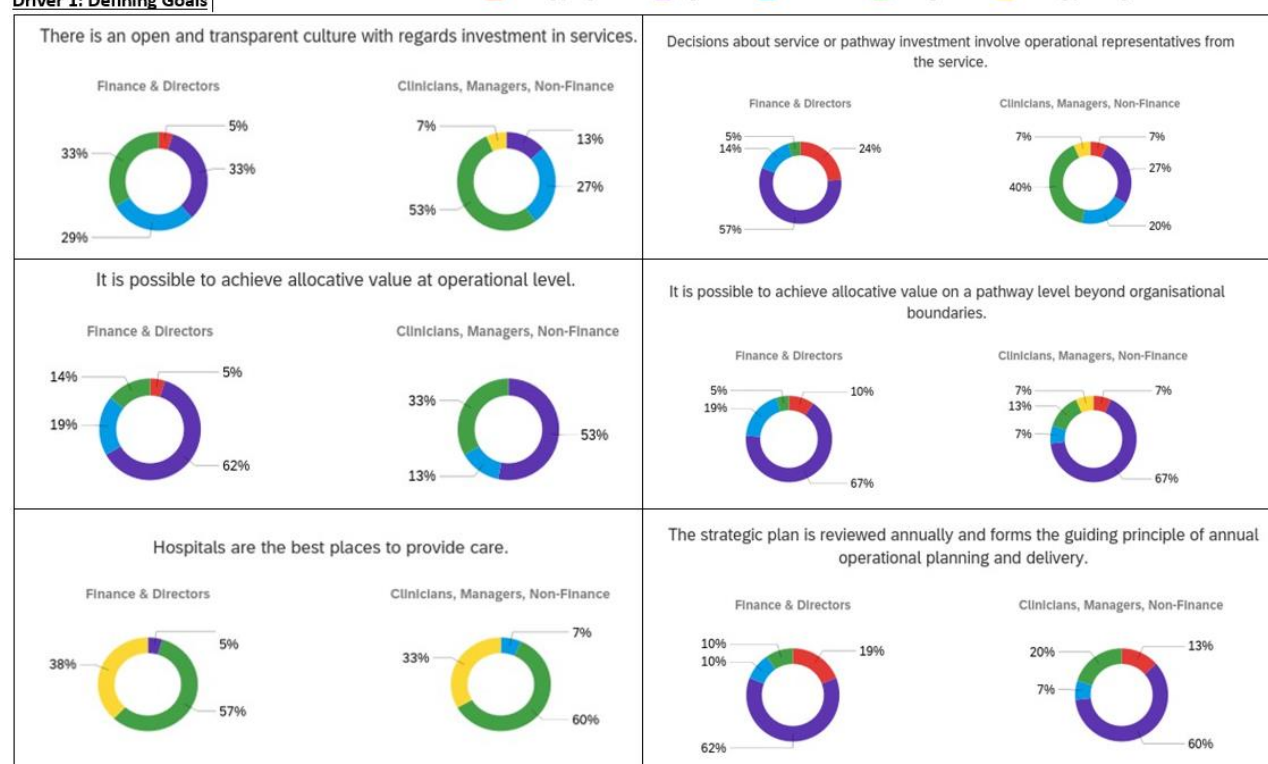 Driver 1: Defining Goals
There is an open and transparent culture with regards investment in services.
Finance & Directors
Clinicians, Managers, Non-Finance
5%
33%
33%
29%
7%
13%
27%
53%
Decisions about service or pathway investment involve operational representatives from
the service.
Finance & Directors
Clinicians, Managers, Non-Finance
5%
14%
24%
57%
7%
7%
27%
40%
20%
It is possible to achieve allocative value at operational level.
Finance & Directors
Clinicians, Managers, Non-Finance
14%
5%
19%
62%
33%
53%
13%
It is possible to achieve allocative value on a pathway level beyond organisational
boundaries.
Finance & Directors
Clinicians, Managers, Non-Finance
5%
10%
19%
67%
7%
7%
13%
7%
67%
Hospitals are the best places to provide care.
Finance & Directors
Clinicians, Managers, Non-Finance
5%
38%
57%
7%
33%
60%
The strategic plan is reviewed annually and forms the guiding principle of annual
operational planning and delivery.
Finance & Directors
Clinicians, Managers, Non-Finance
10%
10%
19%
62%
20%
13%
7%
60%